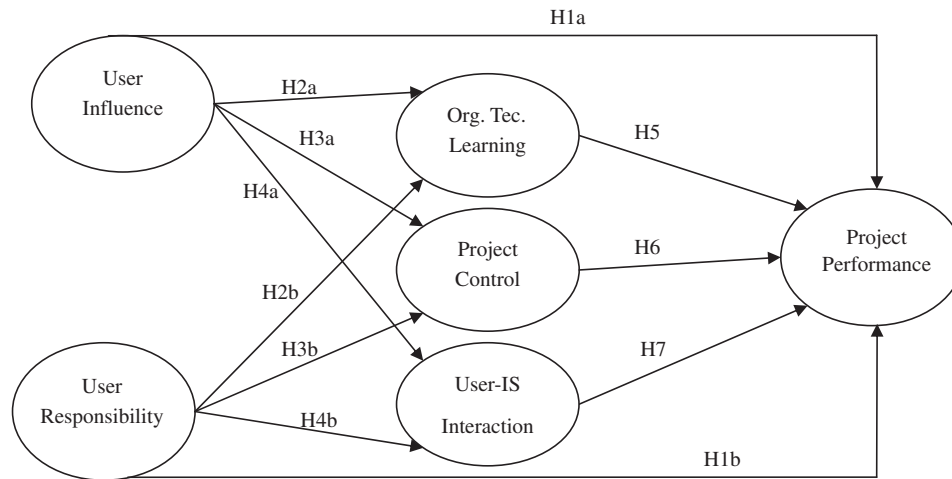 H1a
User
Influence
H2a
Org. Tec.
Learning
H5
H3a
H4a
Project
Control
H6
Project
Performance
H2b
H3b
H7
User
Responsibility
User-IS
Interaction
H4b
H1b